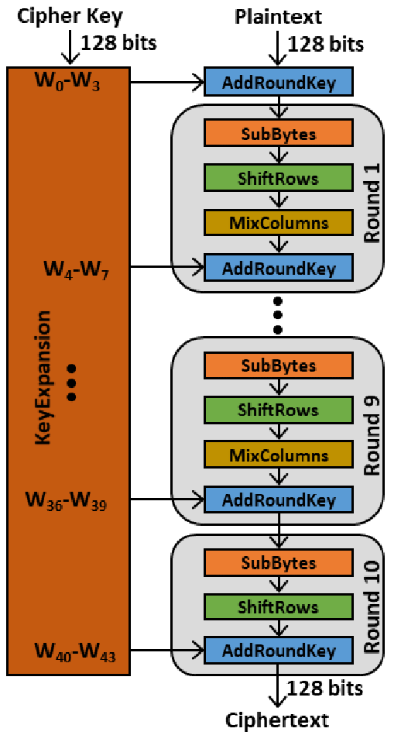 Cipher Key
Plaintext
128 bits
128 bits
W₀-W₃
AddRoundKey
SubBytes
ShiftRows
MixColumns
W₄-W₇
AddRoundKey
Round 1
KeyExpansion
SubBytes
ShiftRows
MixColumns
W₃₆-W₃₉
AddRoundKey
Round 9
SubBytes
ShiftRows
W₄₀-W₄₃
AddRoundKey
Round 10
128 bits
Ciphertext